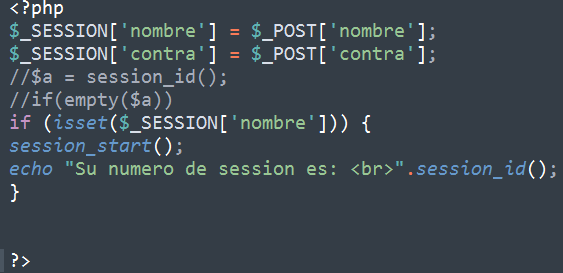 <?php
$_SESSION['nombre'] = $_POST['nombre'];
$_SESSION['contra'] = $_POST['contra'];
//$a = session_id();
//if(empty($a))
if (isset($_SESSION['nombre'])) {
session_start();
echo "Su numero de session es: <br>".session_id();
}
?>